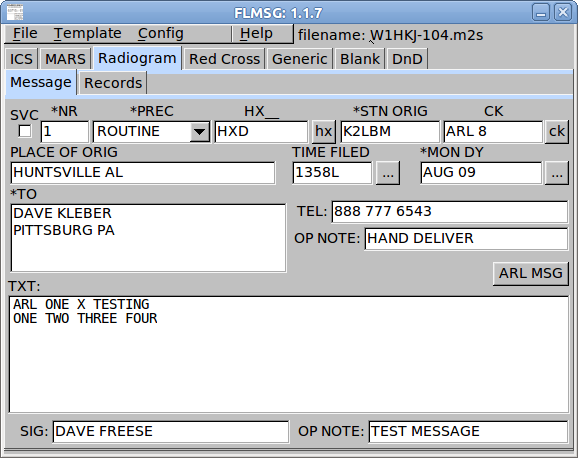 FLMSG: 1.1.7
File Template Config Help filename: W1HKJ-104.m2s
ICS MARS Radiogram Red Cross Generic Blank DnD
Message Records
SVC *NR *PREC HX__ *STN ORIG CK
1 ROUTINE HXD hx K2LBM ARL 8 ck
PLACE OF ORIG TIME FILED *MON DY
HUNTSVILLE AL 1358L ... AUG 09 ...
*TO
DAVE KLEBER
PITTSBURG PA
TEL: 888 777 6543
OP NOTE: HAND DELIVER
ARL MSG
TXT:
ARL ONE X TESTING
ONE TWO THREE FOUR
SIG: DAVE FREESE OP NOTE: TEST MESSAGE